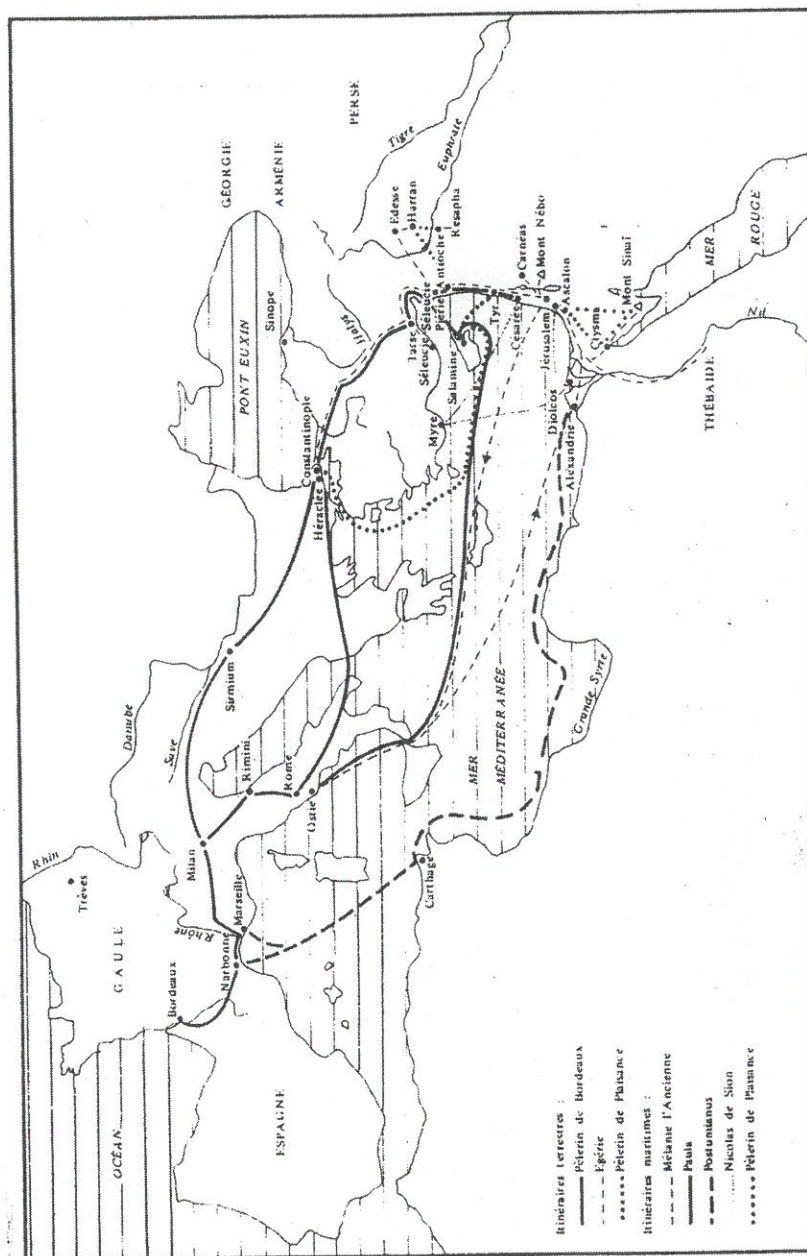 OCÉAN
GAULE
Rhin
Trèves
Bordeaux
Narbonne
Marseille
Rhône
ESPAGNE
Milan
Rimini
Rome
Ostie
Danube
Save
Sirmium
Carthage
MER
MÉDITERRANÉE
Grande Syrte
PONT EUXIN
Sinope
Halys
Constantinople
Héraclée
GÉORGIE
ARMÉNIE
PERSE
Tigre
Euphrate
Edesse
Harran
Resapha
Antioche
Tarse
Séleucie
Séleucie
Piérie
Salamine
Myre
Tyr
Carnéas
Mont Nébo
Césarée
Jérusalem
Ascalon
Diolcos
Alexandrie
Clysma
Mont Sinaï
MER
ROUGE
Nil
THÉBAÏDE
Itinéraires terrestres :
Pèlerin de Bordeaux
Egérie
Pèlerin de Plaisance
Itinéraires maritimes :
Mélanie l'Ancienne
Paula
Postumianus
Nicolas de Sion
Pèlerin de Plaisance